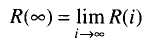 R(∞) = lim R(i)
i→∞